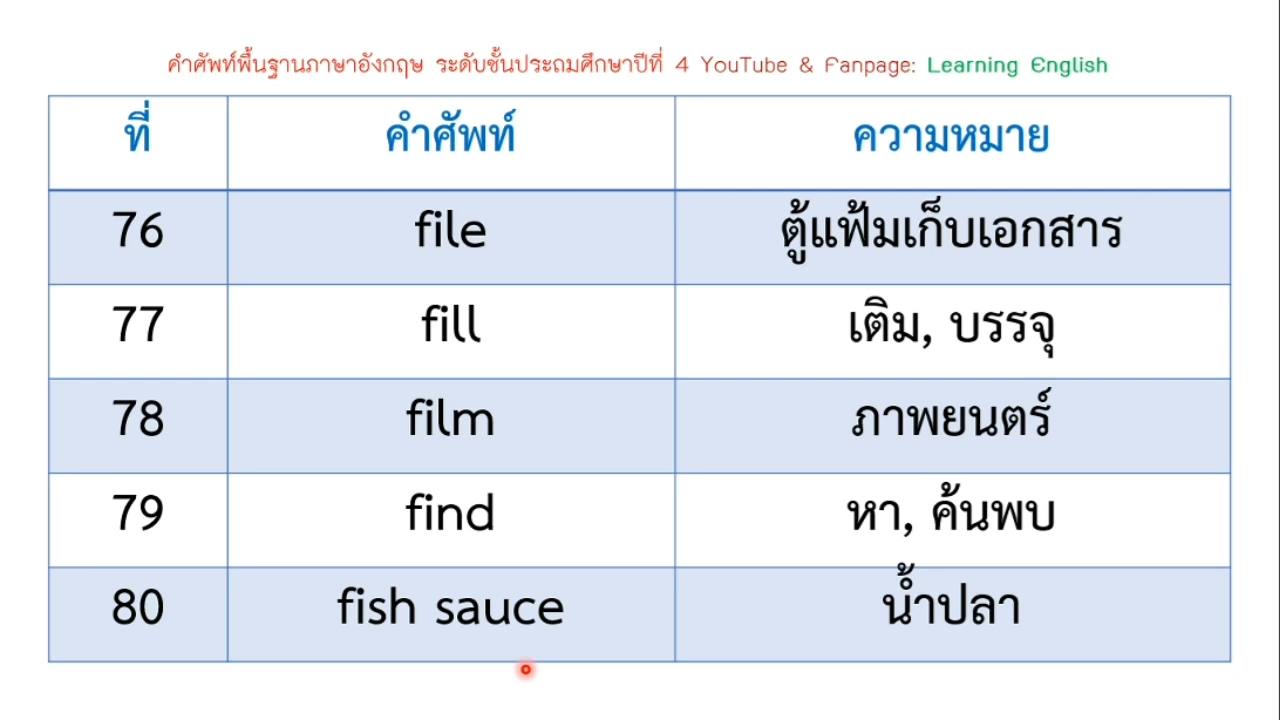 คำศัพท์พื้นฐานภาษาอังกฤษ ระดับชั้นประถมศึกษาปีที่ 4 YouTube & Fanpage: Learning English
ที่ คำศัพท์ ความหมาย
76 file ตู้แฟ้มเก็บเอกสาร
77 fill เติม, บรรจุ
78 film ภาพยนตร์
79 find หา, ค้นพบ
80 fish sauce น้ำปลา